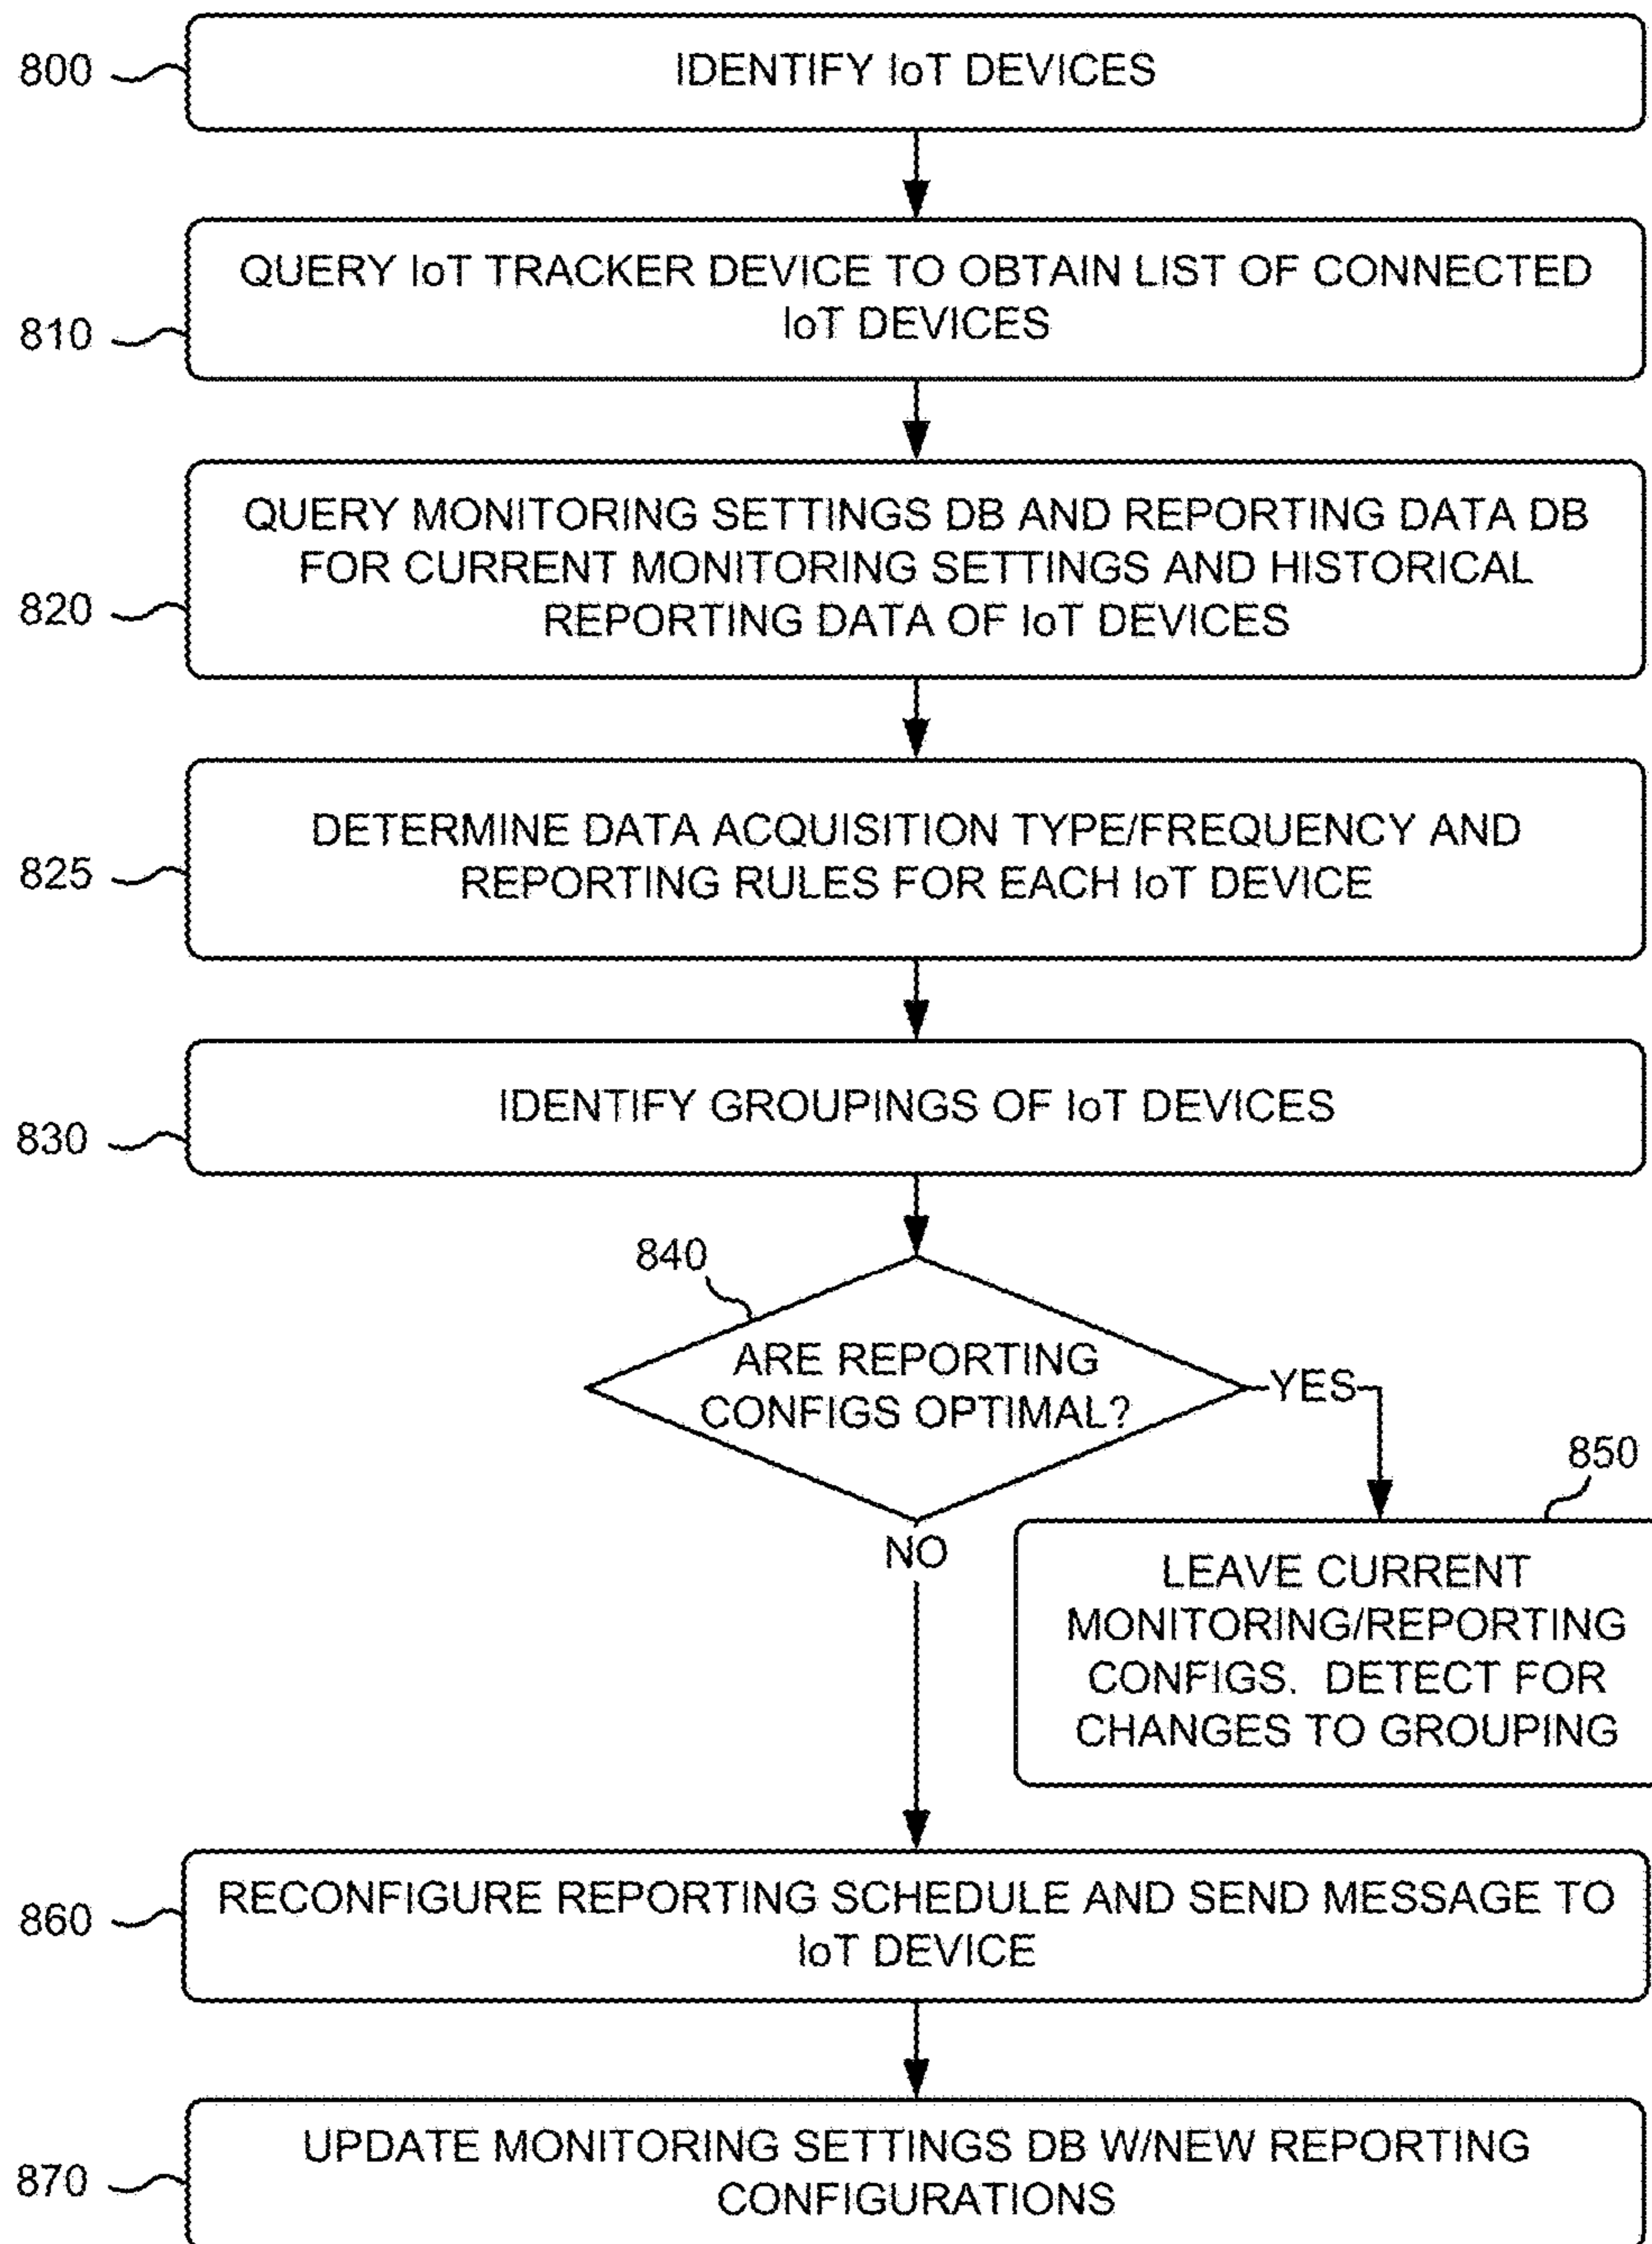 800
IDENTIFY IoT DEVICES
QUERY IoT TRACKER DEVICE TO OBTAIN LIST OF CONNECTED
IoT DEVICES
810
QUERY MONITORING SETTINGS DB AND REPORTING DATA DB
FOR CURRENT MONITORING SETTINGS AND HISTORICAL
REPORTING DATA OF IoT DEVICES
820
DETERMINE DATA ACQUISITION TYPE/FREQUENCY AND
REPORTING RULES FOR EACH IoT DEVICE
825
IDENTIFY GROUPINGS OF IoT DEVICES
830
840
ARE REPORTING
CONFIGS OPTIMAL?
YES
850
NO
LEAVE CURRENT
MONITORING/REPORTING
CONFIGS. DETECT FOR
CHANGES TO GROUPING
RECONFIGURE REPORTING SCHEDULE AND SEND MESSAGE TO
IoT DEVICE
860
UPDATE MONITORING SETTINGS DB W/NEW REPORTING
CONFIGURATIONS
870